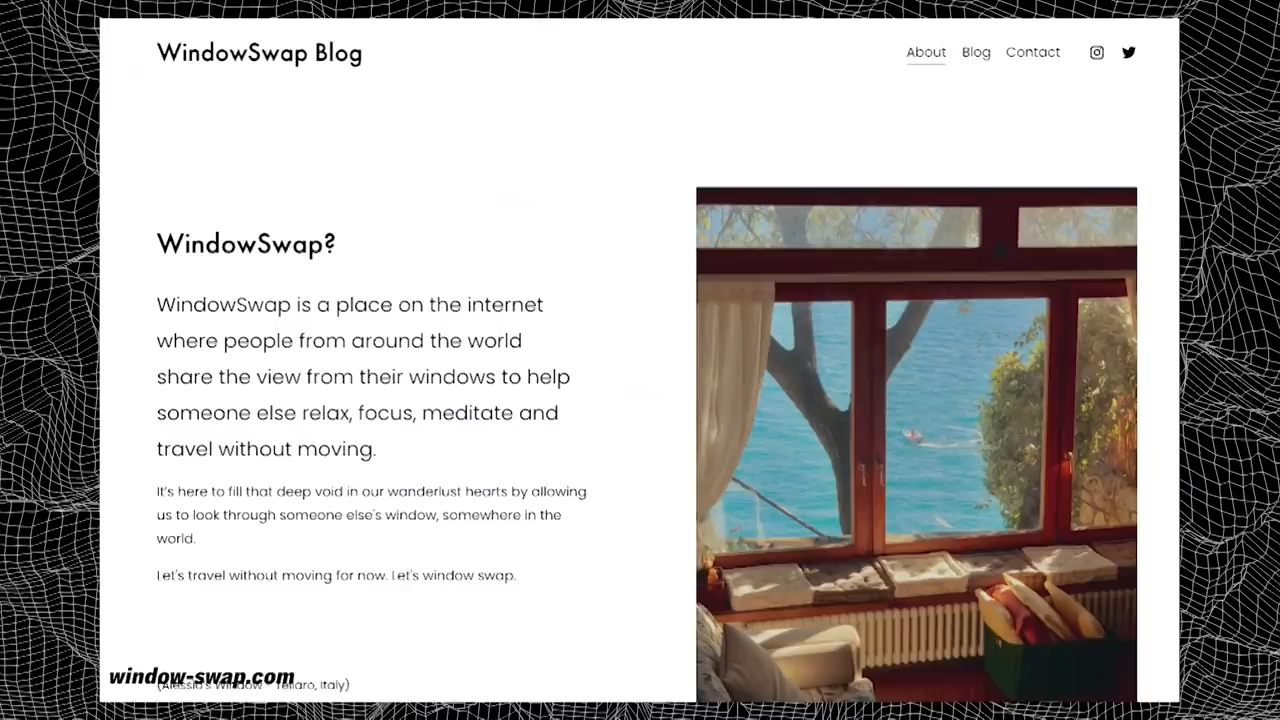 WindowSwap Blog
About Blog Contact
WindowSwap?
WindowSwap is a place on the internet
where people from around the world
share the view from their windows to help
someone else relax, focus, meditate and
travel without moving.
It's here to fill that deep void in our wanderlust hearts by allowing
us to look through someone else's window, somewhere in the
world.
Let's travel without moving for now. Let's window swap.
window-swap.com
(Alessio's Window - Tellaro, Italy)